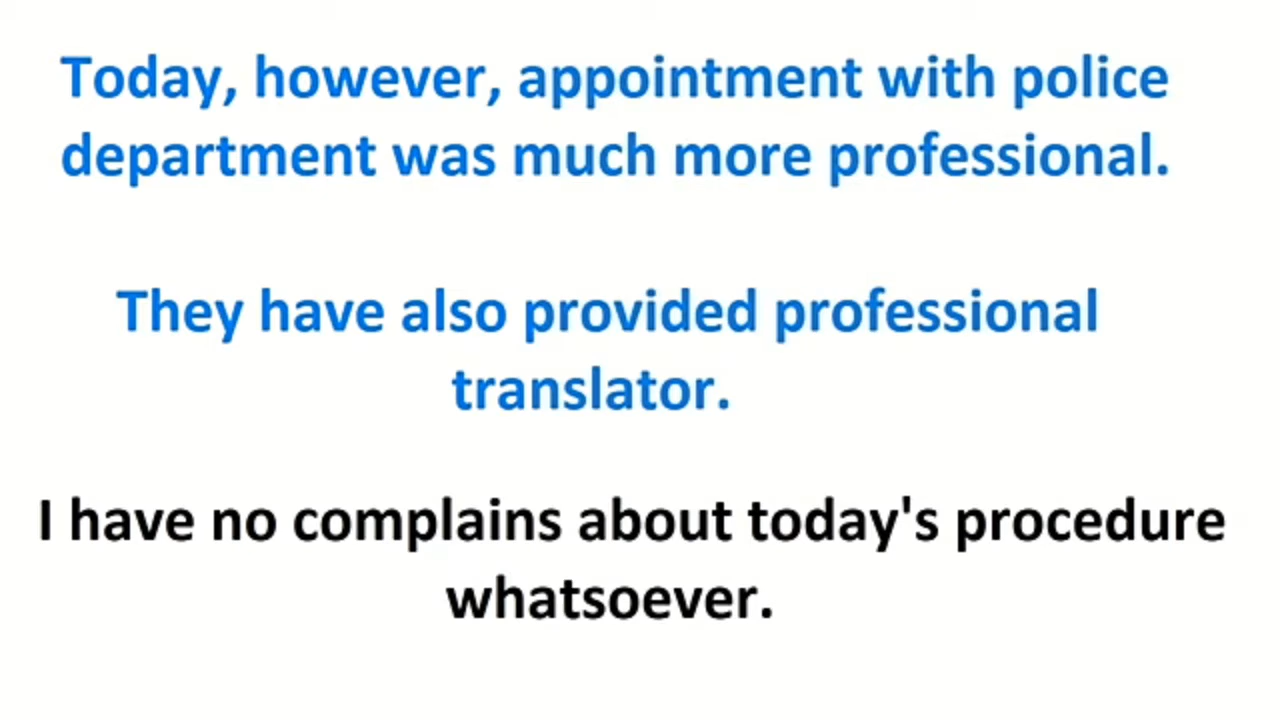 Today, however, appointment with police
department was much more professional.
They have also provided professional
translator.
I have no complains about today's procedure
whatsoever.